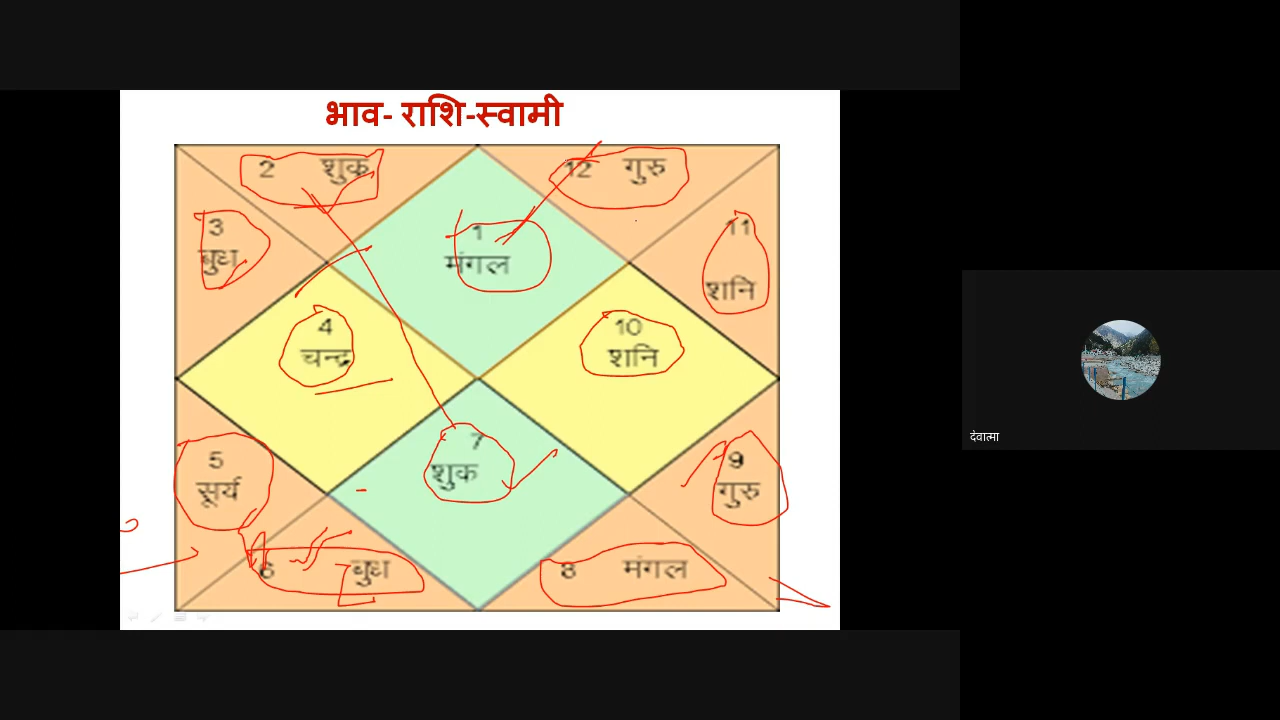 भाव- राशि-स्वामी
2 शुक्र
12 गुरु
3
बुध
1
मंगल
11
शनि
4
चन्द्र
10
शनि
5
सूर्य
7
शुक्र
9
गुरु
6 बुध
8 मंगल
देवात्मा